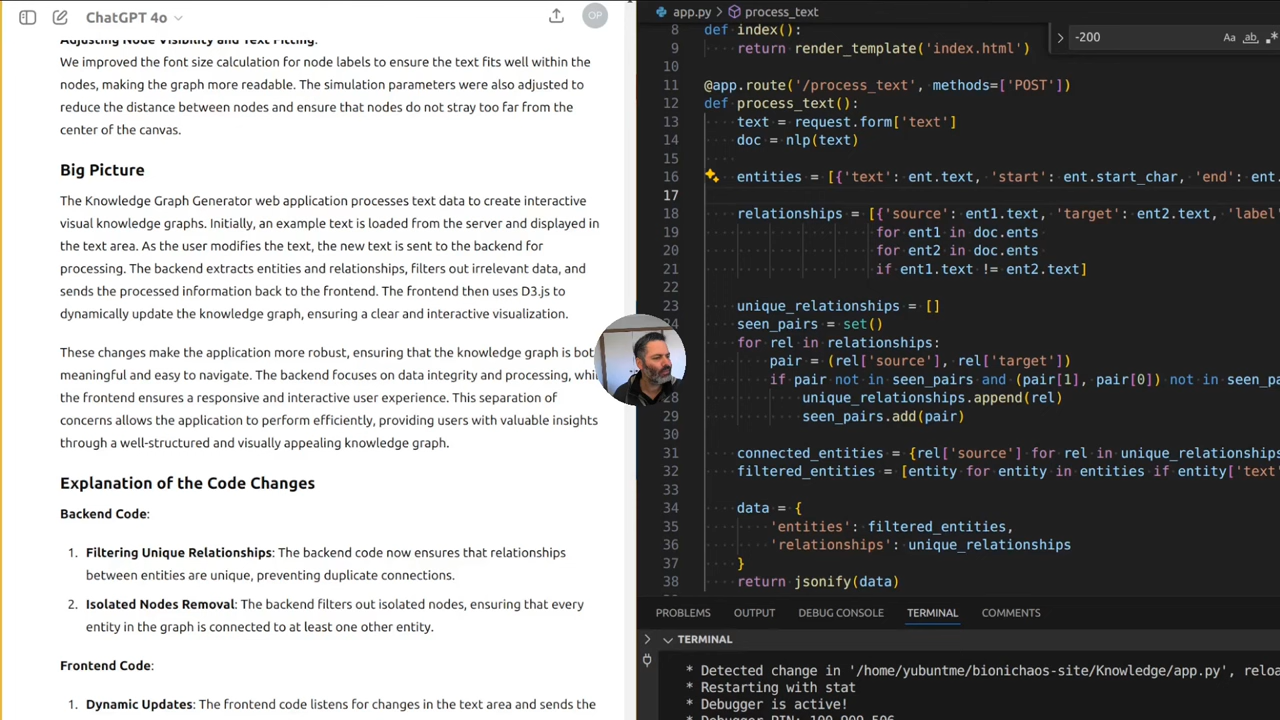 ChatGPT 4o
OP
Adjusting Node Visibility and Text Fitting:
We improved the font size calculation for node labels to ensure the text fits well within the
nodes, making the graph more readable. The simulation parameters were also adjusted to
reduce the distance between nodes and ensure that nodes do not stray too far from the
center of the canvas.
Big Picture
The Knowledge Graph Generator web application processes text data to create interactive
visual knowledge graphs. Initially, an example text is loaded from the server and displayed in
the text area. As the user modifies the text, the new text is sent to the backend for
processing. The backend extracts entities and relationships, filters out irrelevant data, and
sends the processed information back to the frontend. The frontend then uses D3.js to
dynamically update the knowledge graph, ensuring a clear and interactive visualization.
These changes make the application more robust, ensuring that the knowledge graph is bot
meaningful and easy to navigate. The backend focuses on data integrity and processing, whi
the frontend ensures a responsive and interactive user experience. This separation of
concerns allows the application to perform efficiently, providing users with valuable insights
through a well-structured and visually appealing knowledge graph.
Explanation of the Code Changes
Backend Code:
1. Filtering Unique Relationships: The backend code now ensures that relationships
between entities are unique, preventing duplicate connections.
2. Isolated Nodes Removal: The backend filters out isolated nodes, ensuring that every
entity in the graph is connected to at least one other entity.
Frontend Code:
1. Dynamic Updates: The frontend code listens for changes in the text area and sends the
app.py > process_text
-200
Aa ab
8 def index():
9 return render_template('index.html')
10
11 @app.route('/process_text', methods=['POST'])
12 def process_text():
13 text = request.form['text']
14 doc = nlp(text)
15
16 entities = [{'text': ent.text, 'start': ent.start_char, 'end': ent.
17
18 relationships = [{'source': ent1.text, 'target': ent2.text, 'label'
19 for ent1 in doc.ents
20 for ent2 in doc.ents
21 if ent1.text != ent2.text]
22
23 unique_relationships = []
24 seen_pairs = set()
for rel in relationships:
pair = (rel['source'], rel['target'])
if pair not in seen_pairs and (pair[1], pair[0]) not in seen_pa
28 unique_relationships.append(rel)
29 seen_pairs.add(pair)
30
31 connected_entities = {rel['source'] for rel in unique_relationships
32 filtered_entities = [entity for entity in entities if entity['text'
33
34 data = {
35 'entities': filtered_entities,
36 'relationships': unique_relationships
37 }
38 return jsonify(data)
PROBLEMS OUTPUT DEBUG CONSOLE TERMINAL COMMENTS
TERMINAL
* Detected change in '/home/yubuntme/bionichaos-site/Knowledge/app.py', reloa
* Restarting with stat
* Debugger is active!
* Debugger PIN: 100-909-506